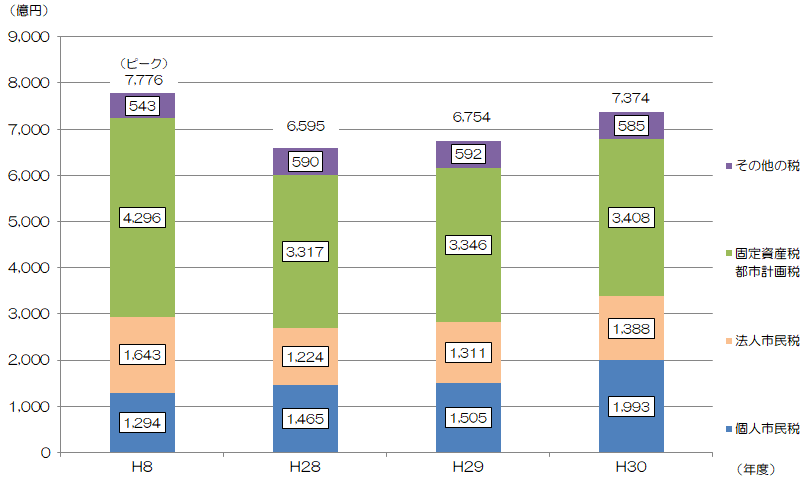 （億円）
9,000
8,000
7,000
6,000
5,000
4,000
3,000
2,000
1,000
0
（ピーク）
7,776
543
4,296
1,643
1,294
H8
6,595
590
3,317
1,224
1,465
H28
6,754
592
3,346
1,311
1,505
H29
7,374
585
3,408
1,388
1,993
H30
（年度）
その他の税
固定資産税
都市計画税
法人市民税
個人市民税